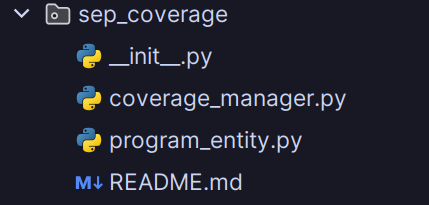 sep_coverage
__init__.py
coverage_manager.py
program_entity.py
M↓ README.md